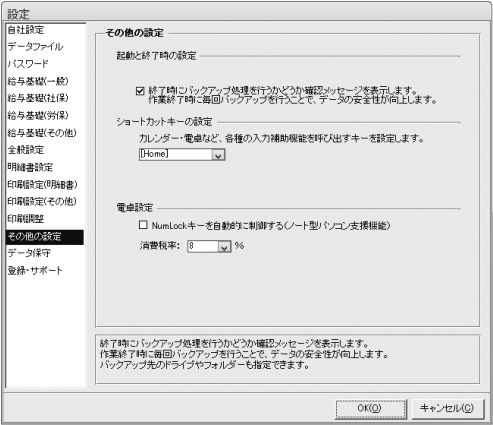 設定
自社設定
データファイル
パスワード
給与基礎(一般)
給与基礎(社保)
給与基礎(労保)
給与基礎(その他)
全般設定
明細書設定
印刷設定(明細書)
印刷設定(その他)
印刷調整
その他の設定
データ保守
登録・サポート
その他の設定
起動と終了時の設定
終了時にバックアップ処理を行うかどうか確認メッセージを表示します。
作業終了時に毎回バックアップを行うことで、データの安全性が向上します。
ショートカットキーの設定
カレンダー・電卓など、各種の入力補助機能を呼び出すキーを設定します。
[Home]
電卓設定
NumLockキーを自動的に制御する(ノート型パソコン支援機能)
消費税率: 8 %
終了時にバックアップ処理を行うかどうか確認メッセージを表示します。
作業終了時に毎回バックアップを行うことで、データの安全性が向上します。
バックアップ先のドライブやフォルダーも指定できます。
OK(O) キャンセル(C)